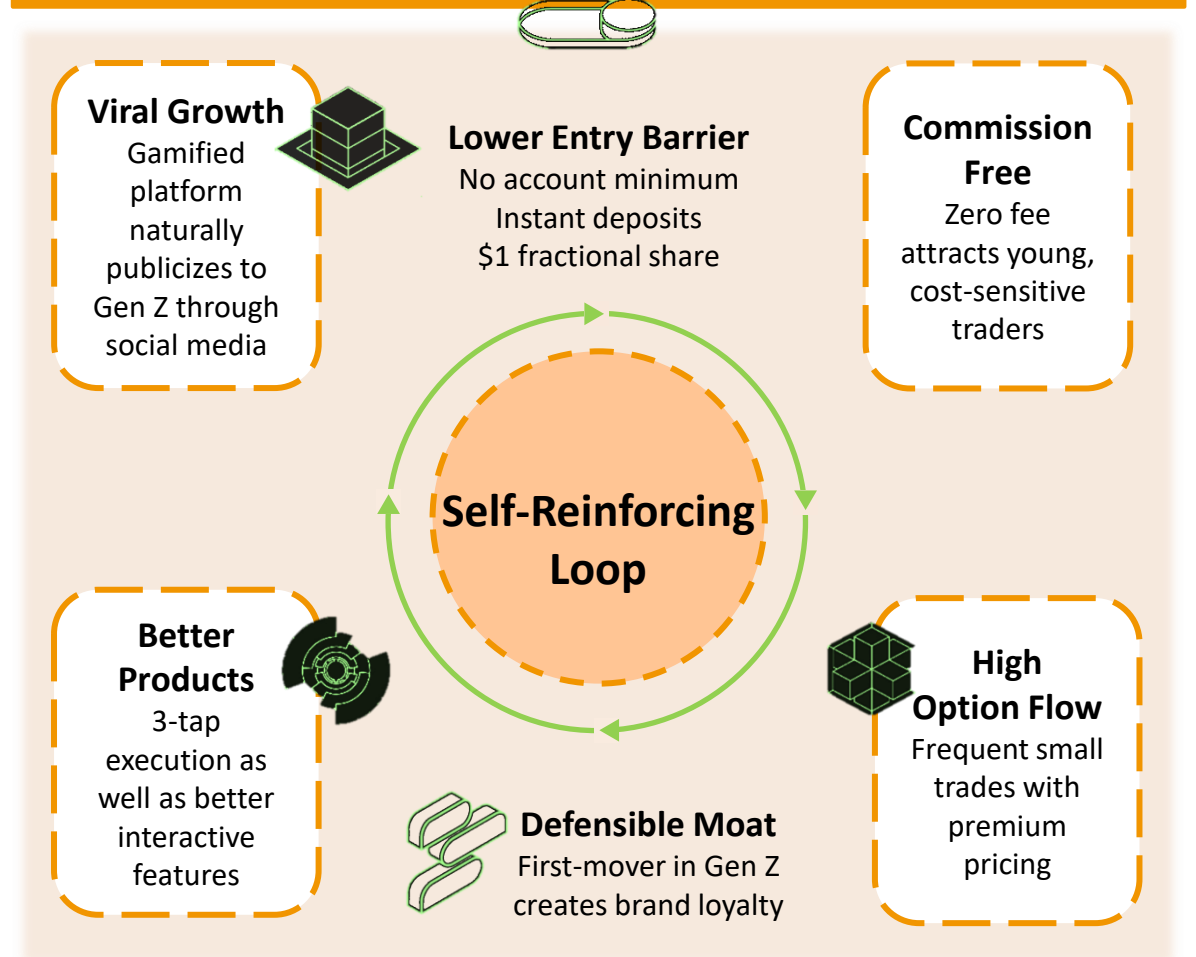 Viral Growth
Gamified
platform
naturally
publicizes to
Gen Z through
social media
Lower Entry Barrier
No account minimum
Instant deposits
$1 fractional share
Commission
Free
Zero fee
attracts young,
cost-sensitive
traders
Self-Reinforcing
Loop
Better
Products
3-tap
execution as
well as better
interactive
features
Defensible Moat
First-mover in Gen Z
creates brand loyalty
High
Option Flow
Frequent small
trades with
premium
pricing